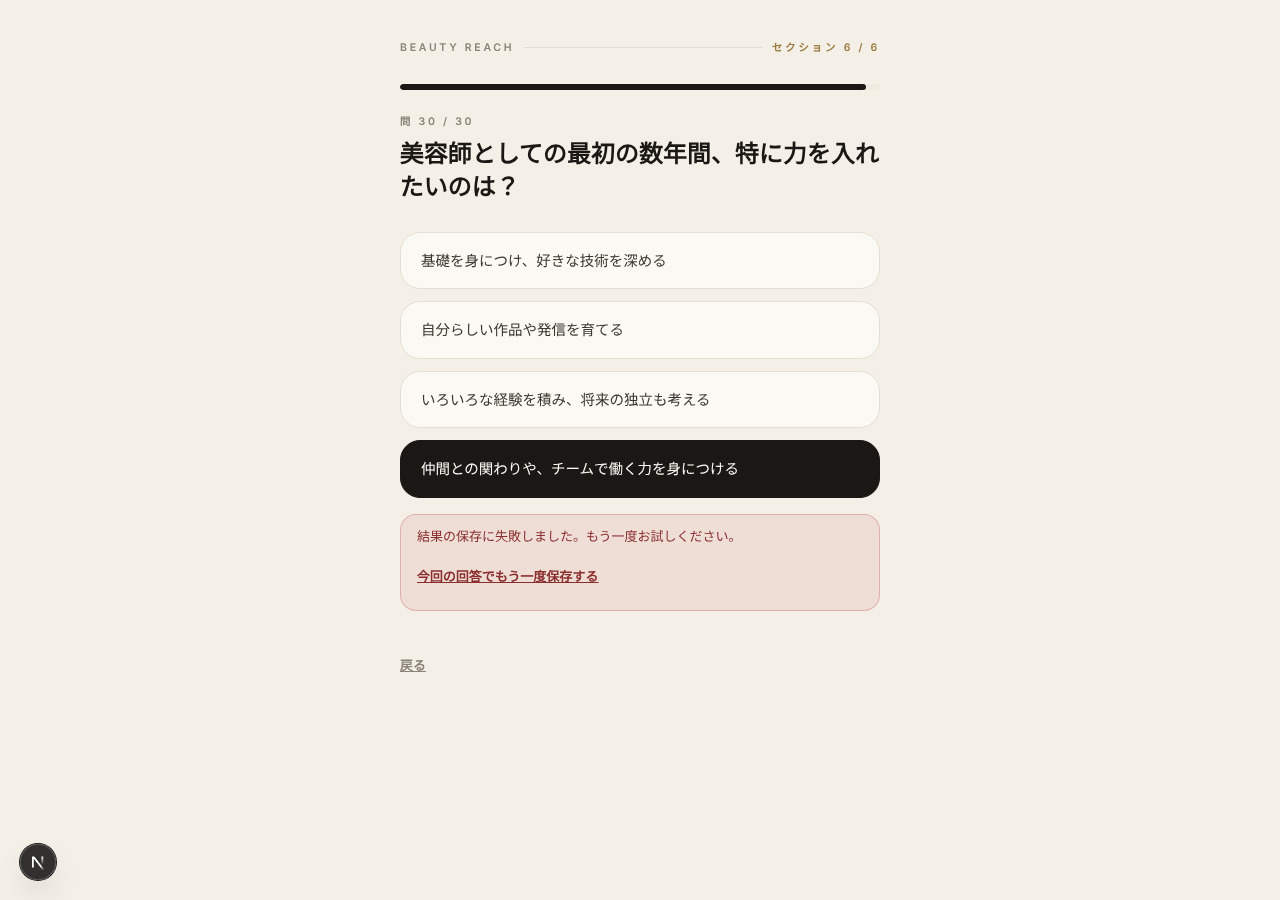 BEAUTY REACH
セクション 6 / 6
問 30 / 30
美容師としての最初の数年間、特に力を入れ
たいのは？
基礎を身につけ、好きな技術を深める
自分らしい作品や発信を育てる
いろいろな経験を積み、将来の独立も考える
仲間との関わりや、チームで働く力を身につける
結果の保存に失敗しました。もう一度お試しください。
今回の回答でもう一度保存する
戻る
N